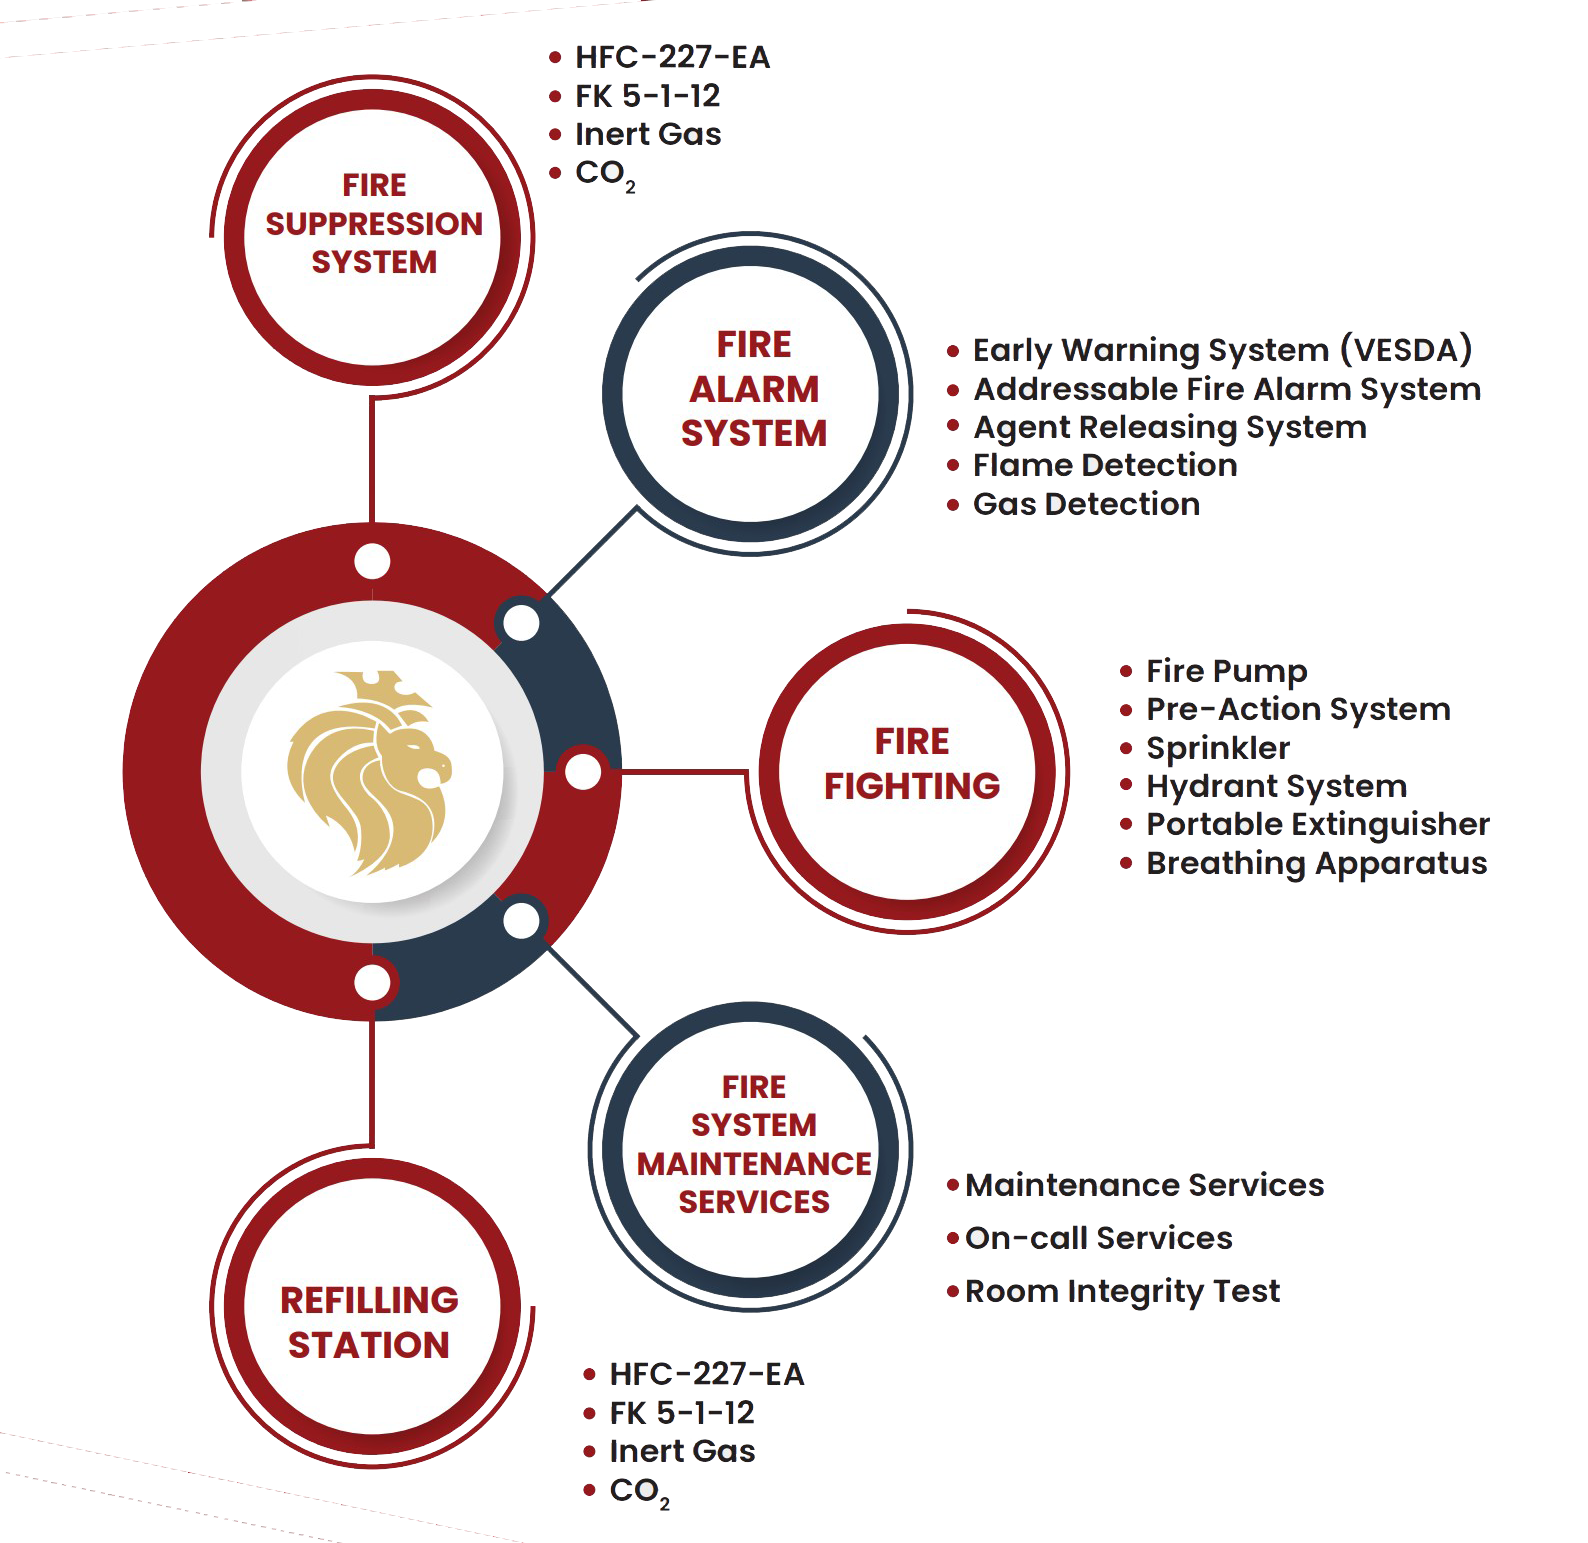 FIRE
SUPPRESSION
SYSTEM
• HFC-227-EA
• FK 5-1-12
• Inert Gas
• CO₂
FIRE
ALARM
SYSTEM
• Early Warning System (VESDA)
• Addressable Fire Alarm System
• Agent Releasing System
• Flame Detection
• Gas Detection
FIRE
FIGHTING
• Fire Pump
• Pre-Action System
• Sprinkler
• Hydrant System
• Portable Extinguisher
• Breathing Apparatus
FIRE
SYSTEM
MAINTENANCE
SERVICES
• Maintenance Services
• On-call Services
• Room Integrity Test
REFILLING
STATION
• HFC-227-EA
• FK 5-1-12
• Inert Gas
• CO₂